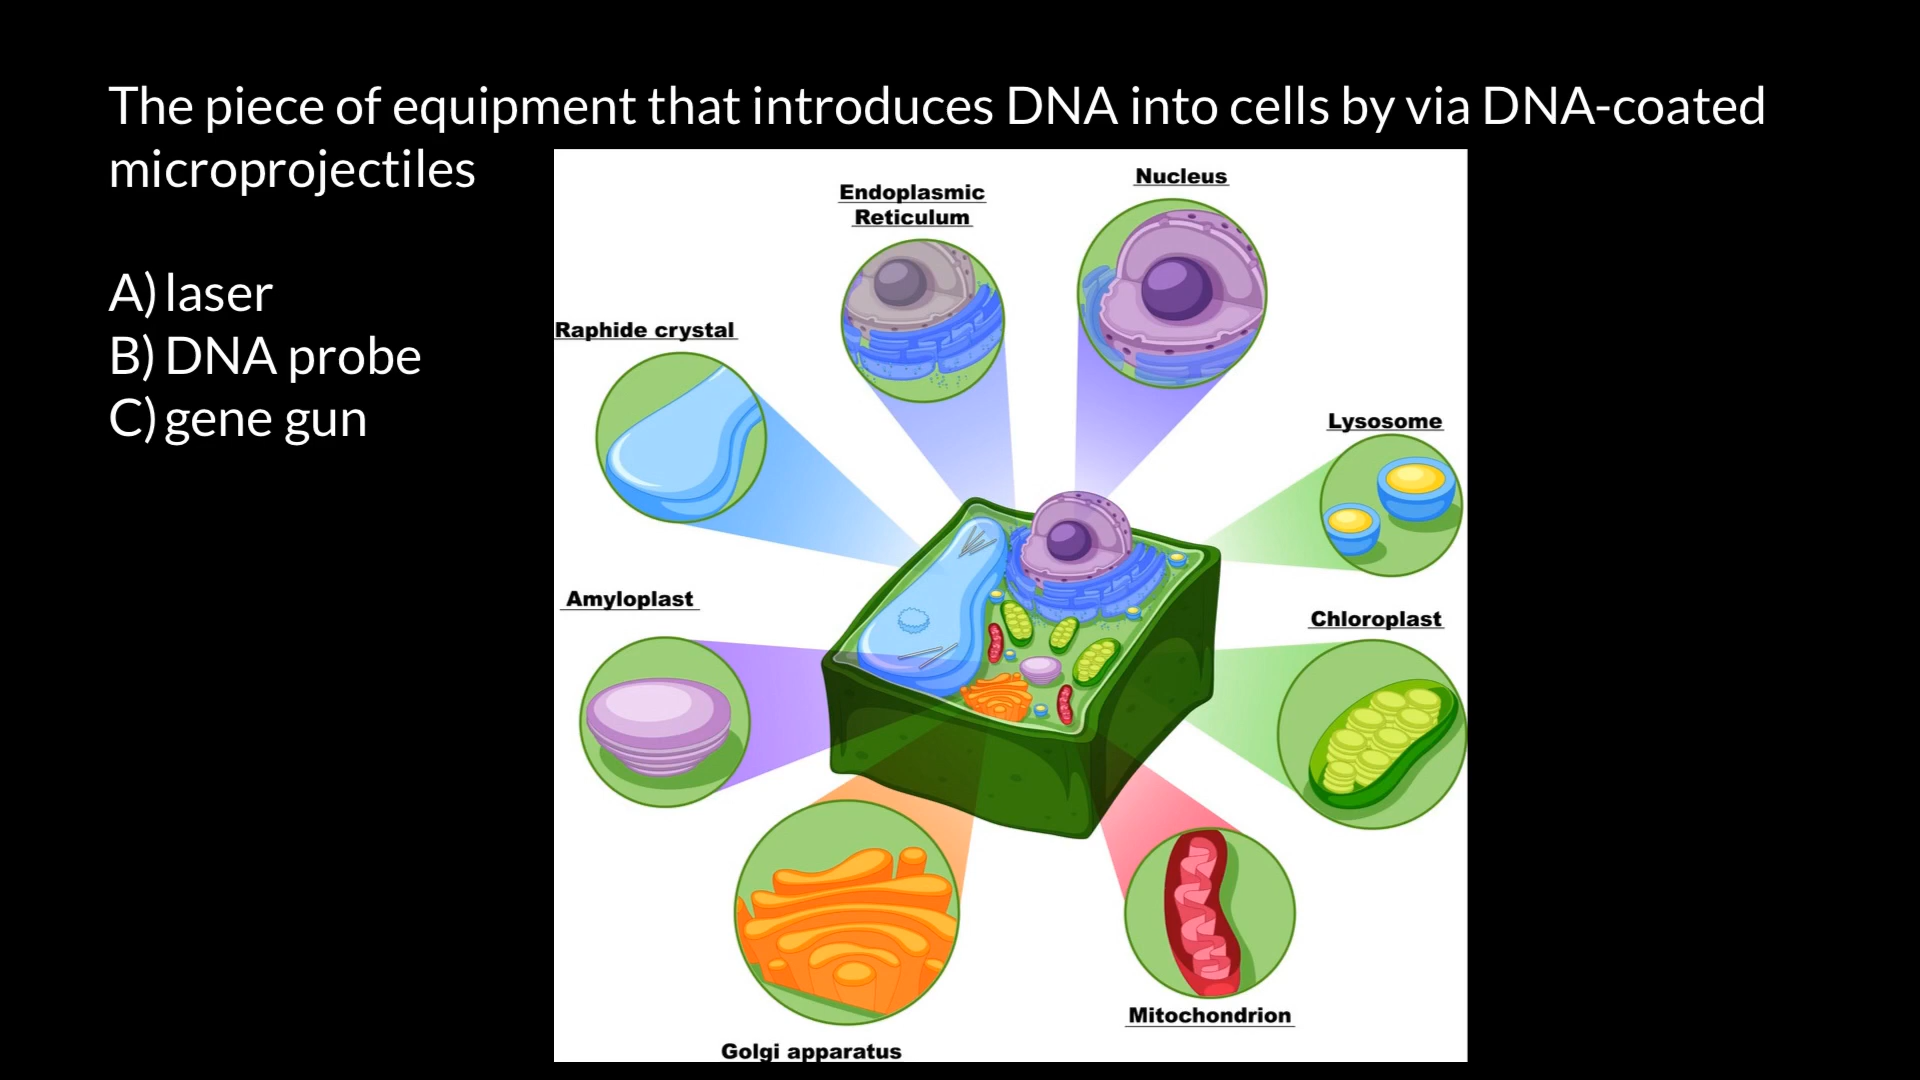 The piece of equipment that introduces DNA into cells by via DNA-coated
microprojectiles
A) laser
B) DNA probe
C) gene gun
Endoplasmic
Reticulum
Nucleus
Raphide crystal
Lysosome
Amyloplast
Chloroplast
Mitochondrion
Golgi apparatus